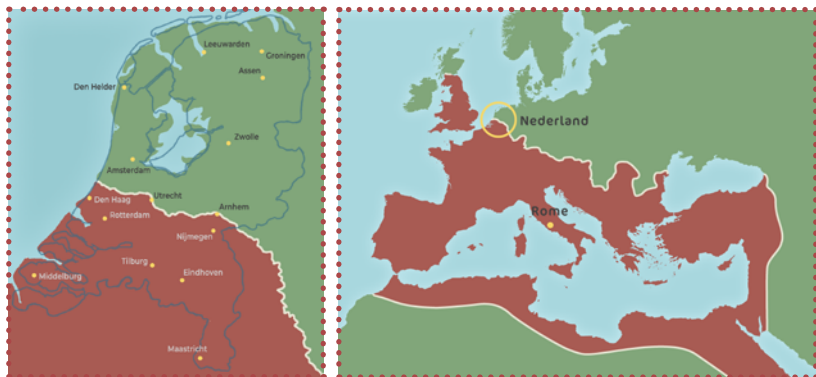 Leeuwarden
Groningen
Assen
Den Helder
Zwolle
Amsterdam
Utrecht
Den Haag
Arnhem
Rotterdam
Nijmegen
Tilburg
Eindhoven
Middelburg
Maastricht
Nederland
Rome